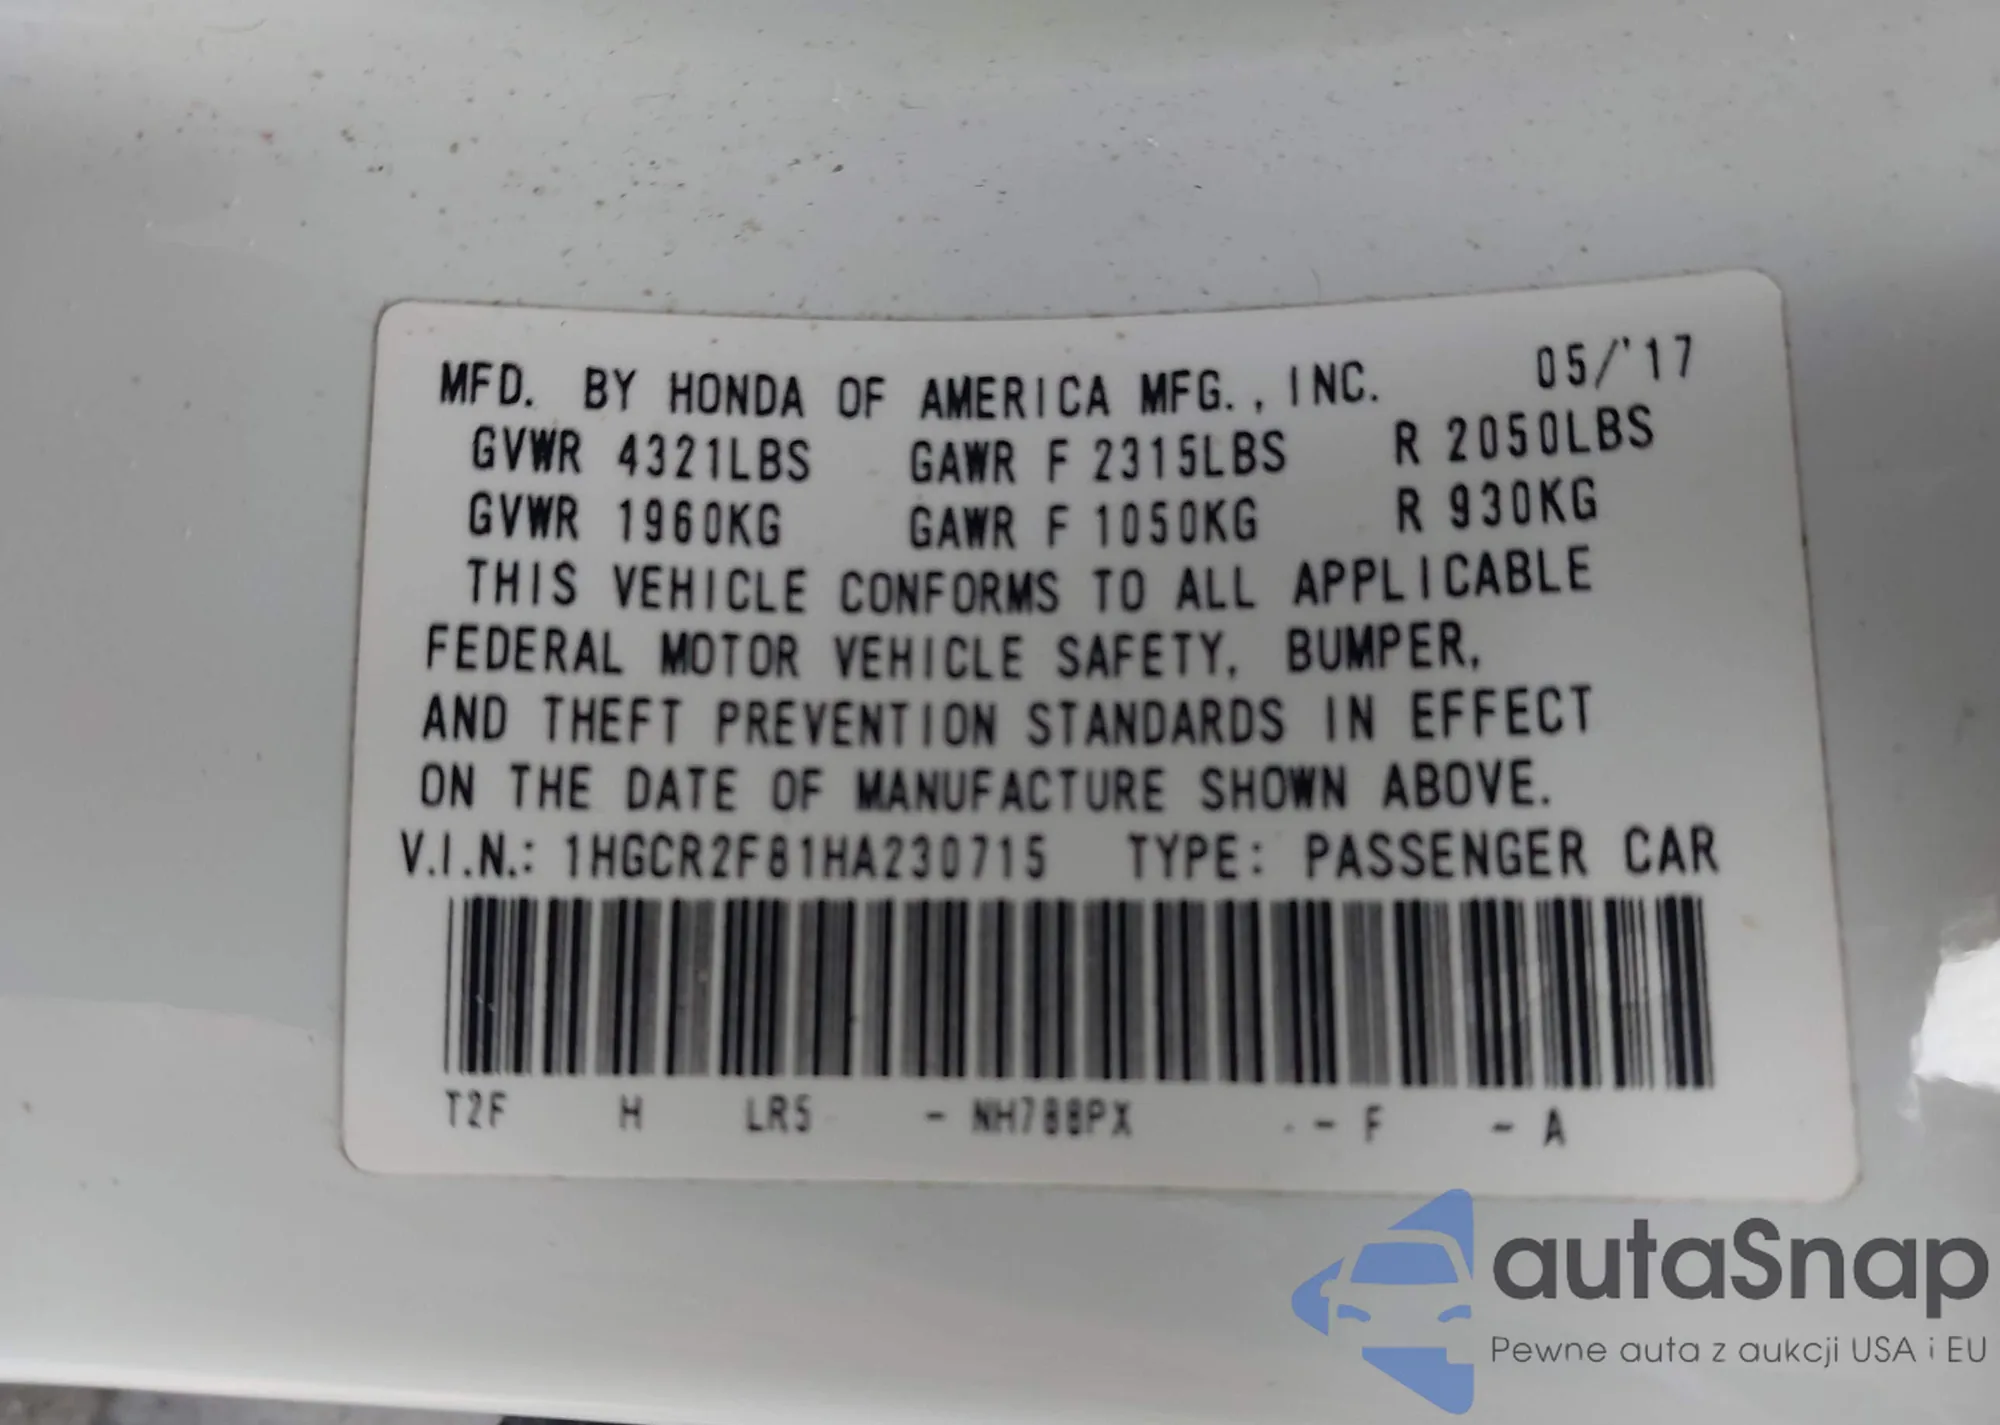 MFD. BY HONDA OF AMERICA MFG., INC. 05/'17
GVWR 4321LBS GAWR F 2315LBS R 2050LBS
GVWR 1960KG GAWR F 1050KG R 930KG
THIS VEHICLE CONFORMS TO ALL APPLICABLE
FEDERAL MOTOR VEHICLE SAFETY, BUMPER,
AND THEFT PREVENTION STANDARDS IN EFFECT
ON THE DATE OF MANUFACTURE SHOWN ABOVE.
V.I.N.: 1HGCR2F81HA230715 TYPE: PASSENGER CAR
T2F H LR5 - NH788PX - F - A
autaSnap
Pewne auta z aukcji USA i EU